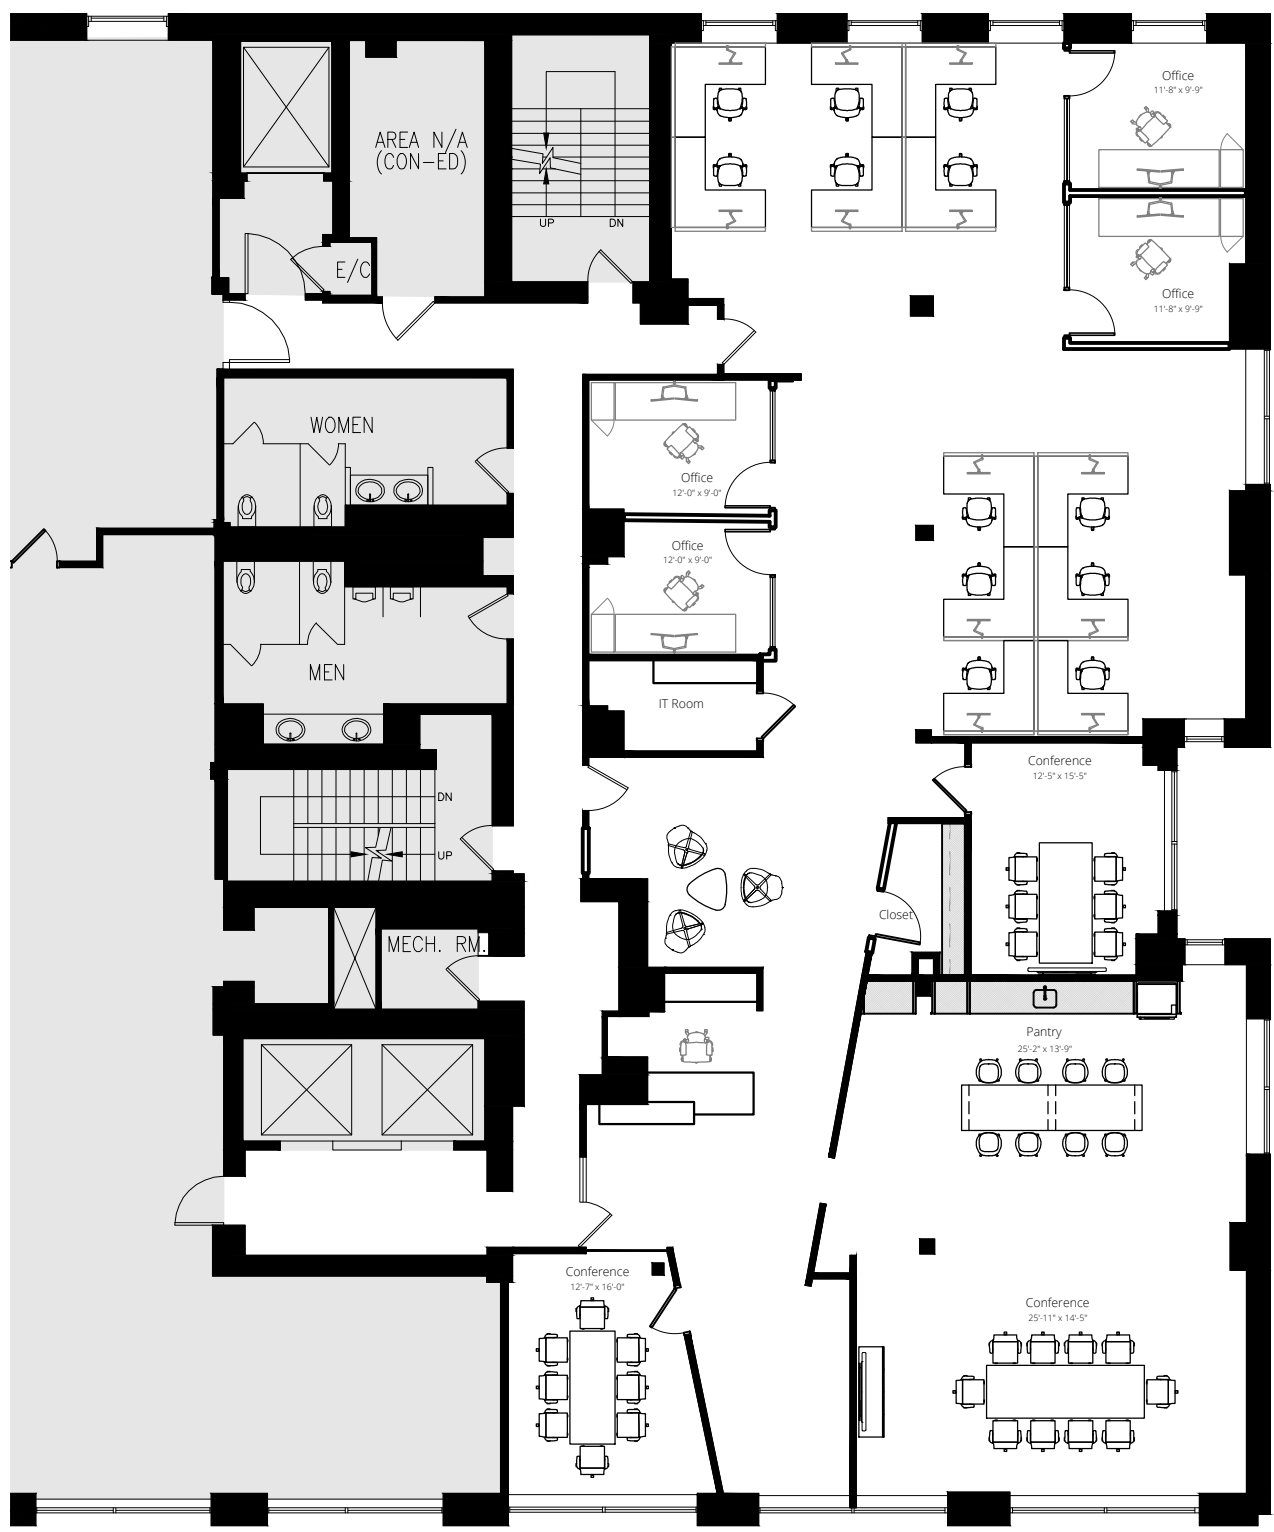 Office
11'-8" x 9'-9"
AREA N/A
(CON-ED)
UP
DN
E/C
Office
11'-8" x 9'-9"
WOMEN
Office
12'-0" x 9'-0"
Office
12'-0" x 9'-0"
MEN
IT Room
Conference
12'-5" x 15'-5"
DN
UP
Closet
MECH. RM.
Pantry
25'-2" x 13'-9"
Conference
12'-7" x 16'-0"
Conference
25'-11" x 14'-5"